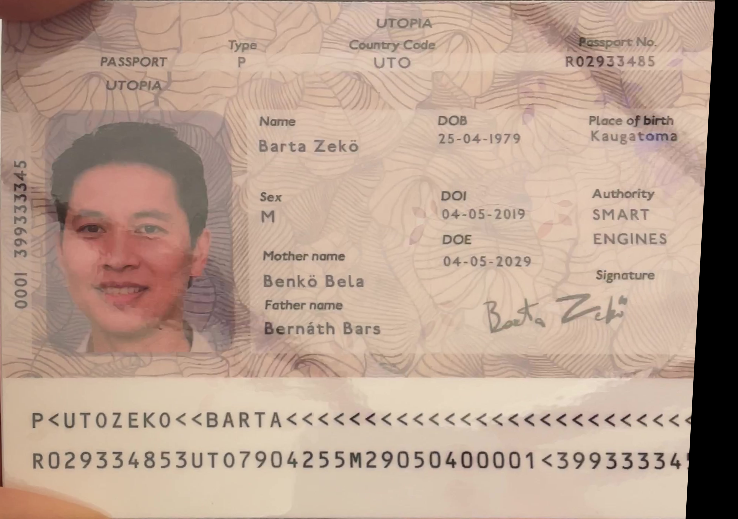 UTOPIA
Type
Country Code
Passport No.
PASSPORT
P
UTO
R02933485
UTOPIA
Name
DOB
Place of birth
Barta Zekö
25-04-1979
Kaugatoma
Sex
DOI
Authority
M
04-05-2019
SMART
DOE
ENGINES
Mother name
04-05-2029
Benkö Bela
Signature
Father name
Bernáth Bars
Barta Zekö
0001 399333345
P<UTOZEKO<<BARTA<<<<<<<<<<<<<<<<<<<<<<<<<<<
R029334853UTO7904255M29050400001<39933334